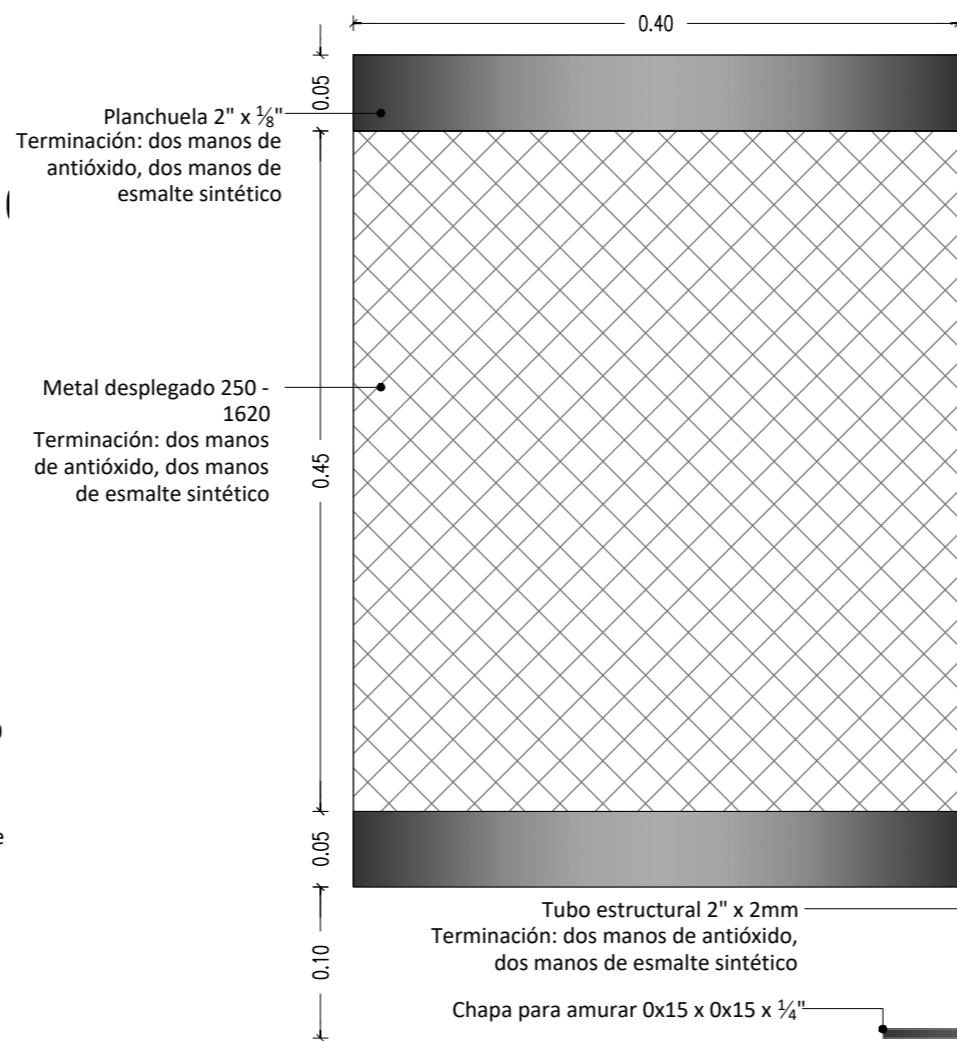 0.40
0.05
Planchuela 2" x ⅛"
Terminación: dos manos de
antióxido, dos manos de
esmalte sintético
Metal desplegado 250 -
1620
Terminación: dos manos
de antióxido, dos manos
de esmalte sintético
0.45
0.05
e
Tubo estructural 2" x 2mm
Terminación: dos manos de antióxido,
dos manos de esmalte sintético
0.10
Chapa para amurar 0x15 x 0x15 x ¼"